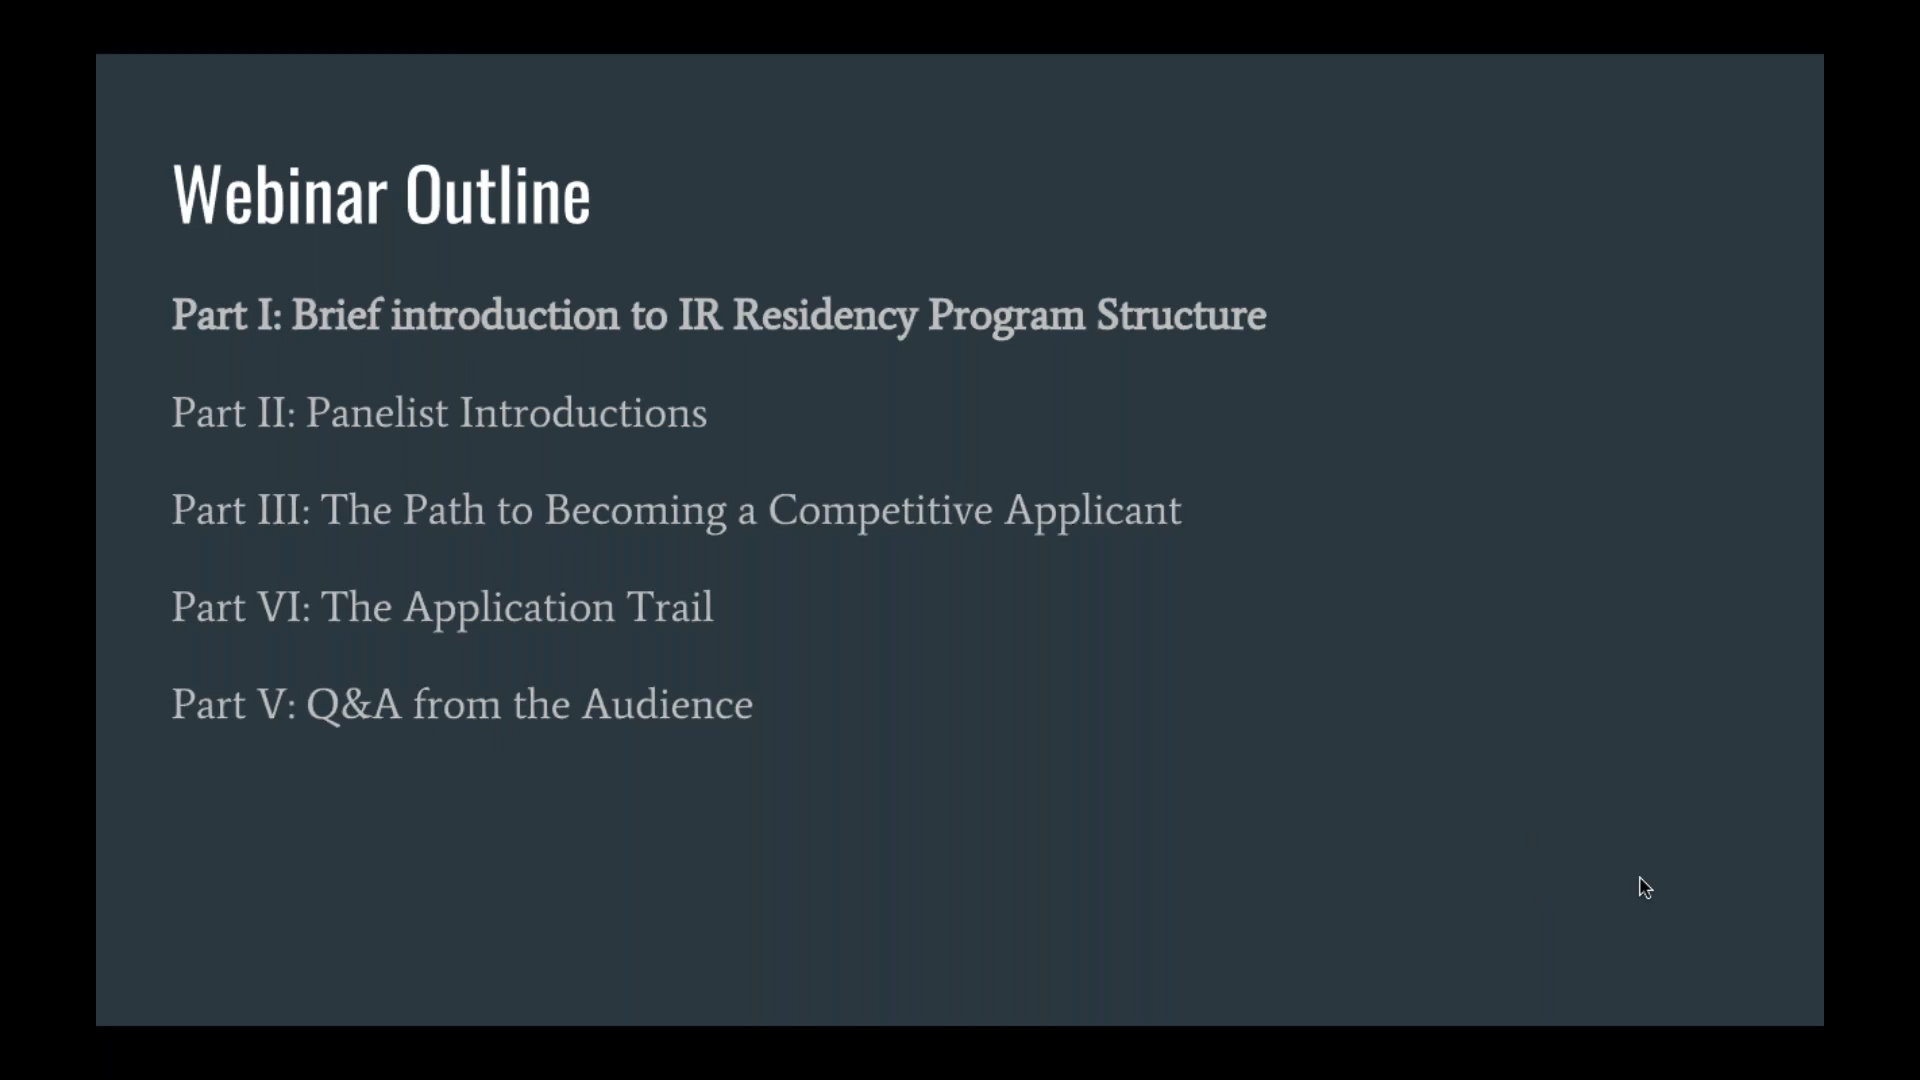 Webinar Outline
Part I: Brief introduction to IR Residency Program Structure
Part II: Panelist Introductions
Part III: The Path to Becoming a Competitive Applicant
Part VI: The Application Trail
Part V: Q&A from the Audience